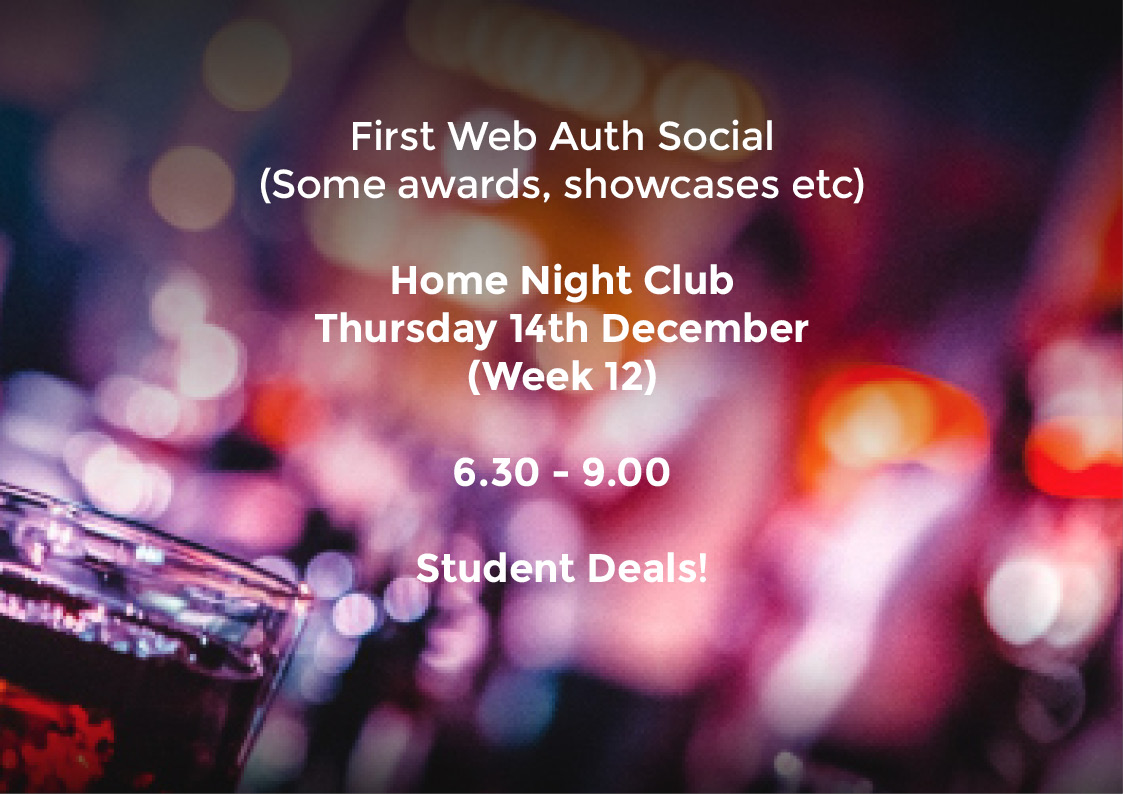 First Web Auth Social
(Some awards, showcases etc)
Home Night Club
Thursday 14th December
(Week 12)
6.30 - 9.00
Student Deals!